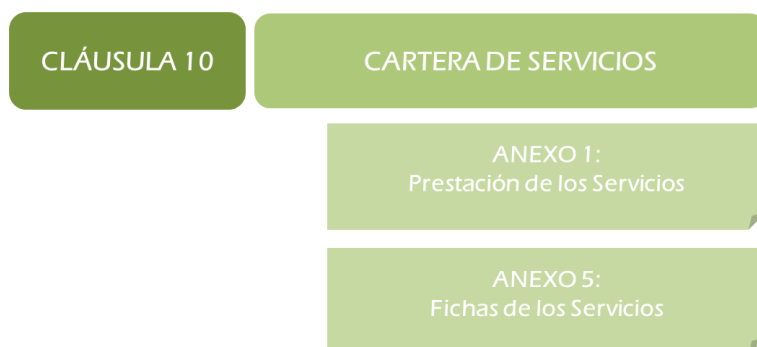 CLÁUSULA 10
CARTERA DE SERVICIOS
ANEXO 1:
Prestación de los Servicios
ANEXO 5:
Fichas de los Servicios